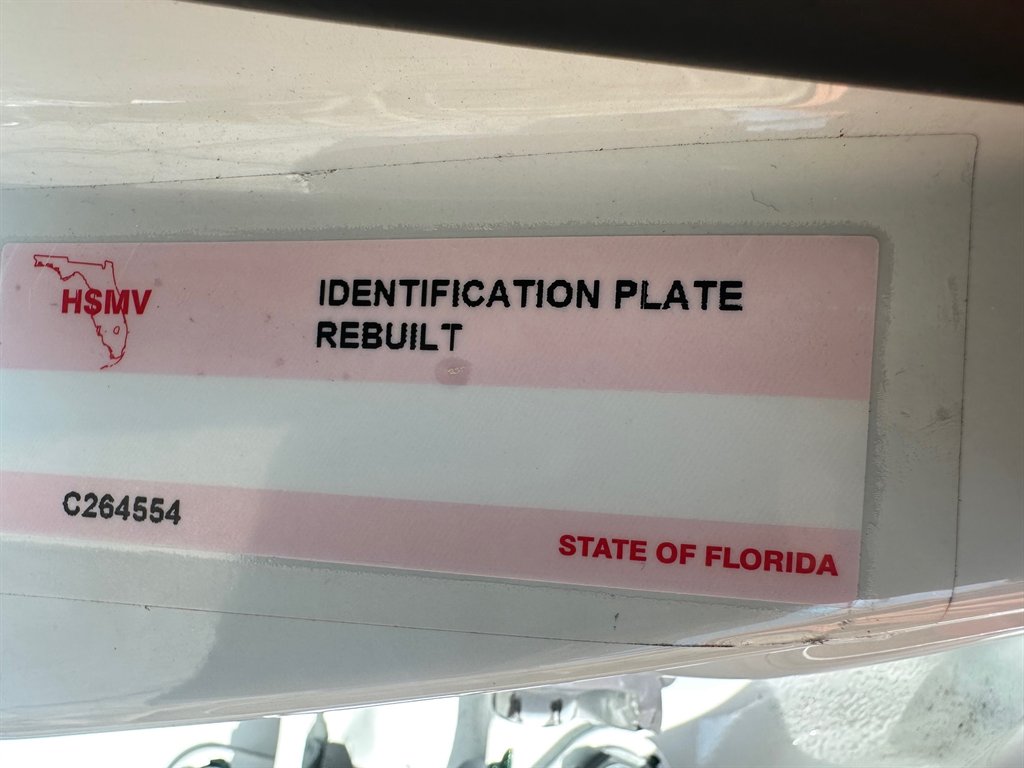 HSMV
IDENTIFICATION PLATE
REBUILT
C264554
STATE OF FLORIDA